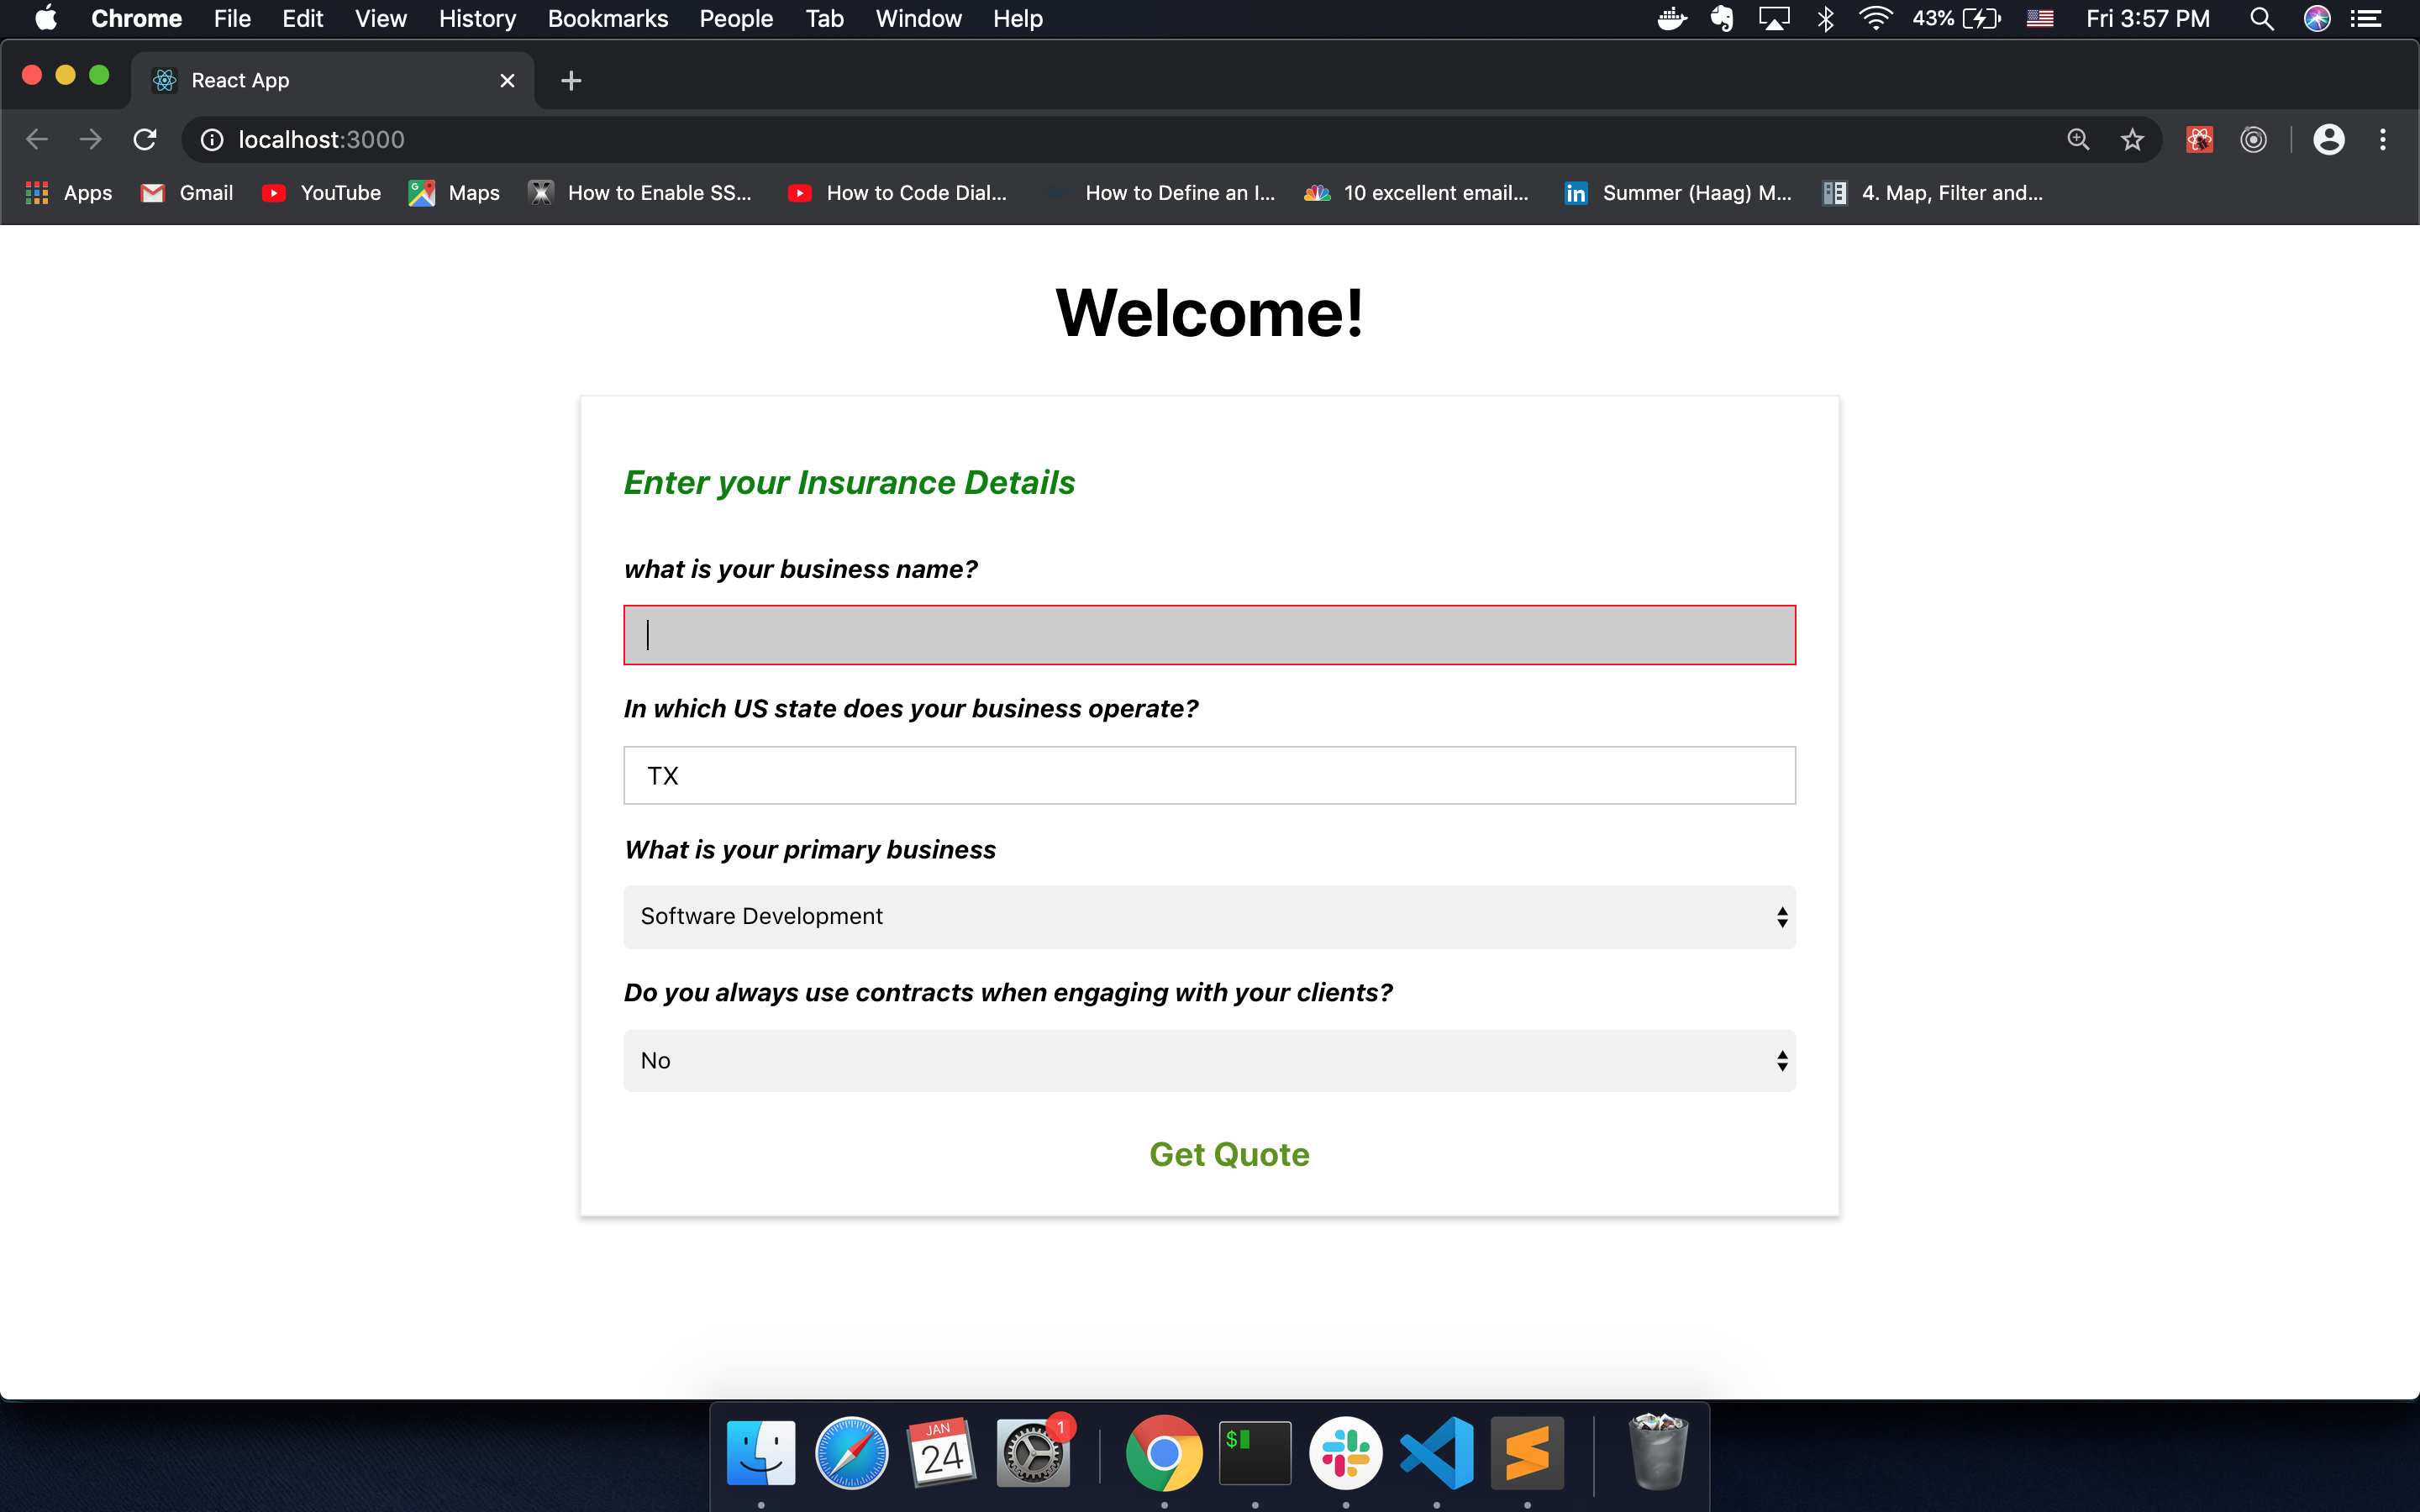 Chrome File Edit View History Bookmarks People Tab Window Help 43% Fri 3:57 PM
React App
localhost:3000
Apps Gmail YouTube Maps How to Enable SS... How to Code Dial... How to Define an I... 10 excellent email... in Summer (Haag) M... 4. Map, Filter and...
Welcome!
Enter your Insurance Details
what is your business name?
In which US state does your business operate?
TX
What is your primary business
Software Development
Do you always use contracts when engaging with your clients?
No
Get Quote
JAN
24
1
$